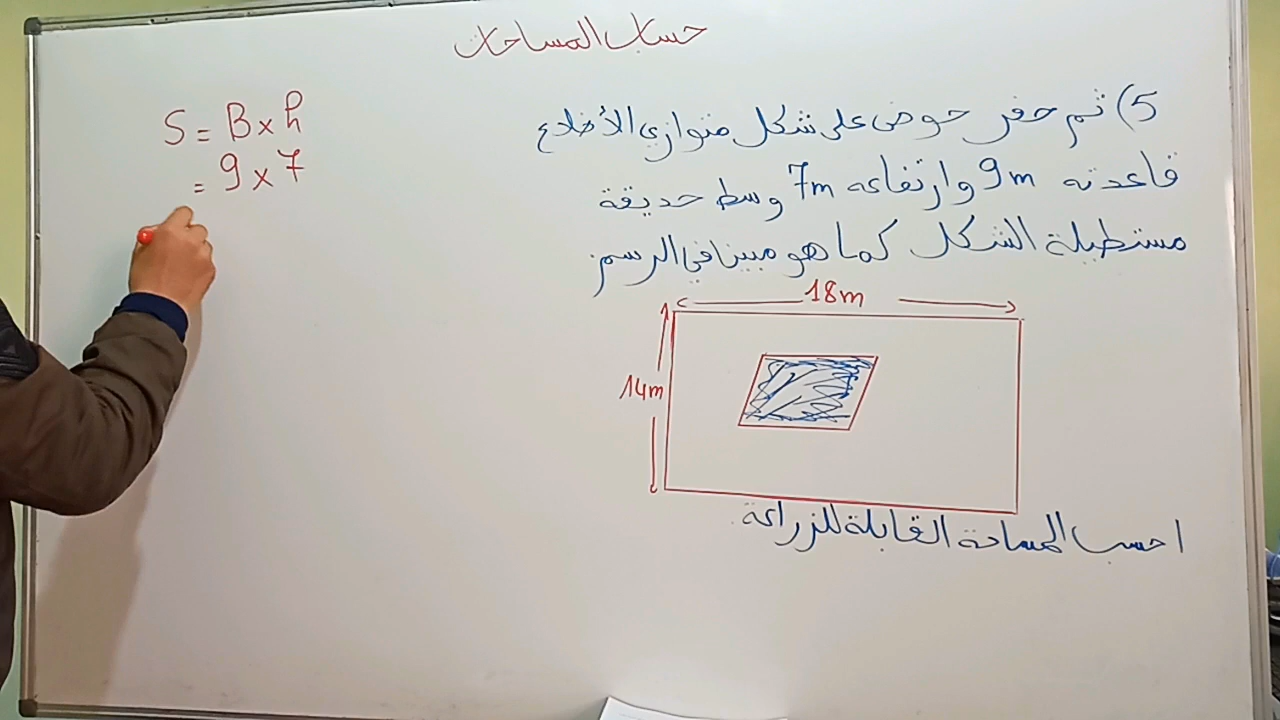 حساب المساحات
5) تم حفر حوض على شكل متوازي الأضلاع
قاعدته 9m وارتفاعه 7m وسط حديقة
مستطيلة الشكل كما هو مبين في الرسم.
18m
14m
احسب المساحة القابلة للزراعة.
S = B x h
= 9 x 7